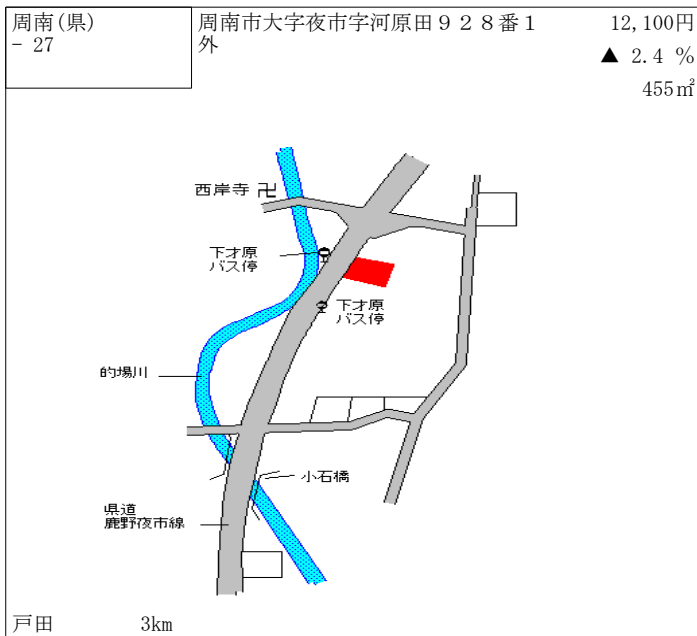 周南(県)
- 27
周南市大字夜市字河原田９２８番１
外
12,100円
▲ 2.4 %
455㎡
西岸寺 卍
下才原
バス停
下才原
バス停
的場川
小石橋
県道
鹿野夜市線
戸田 3km